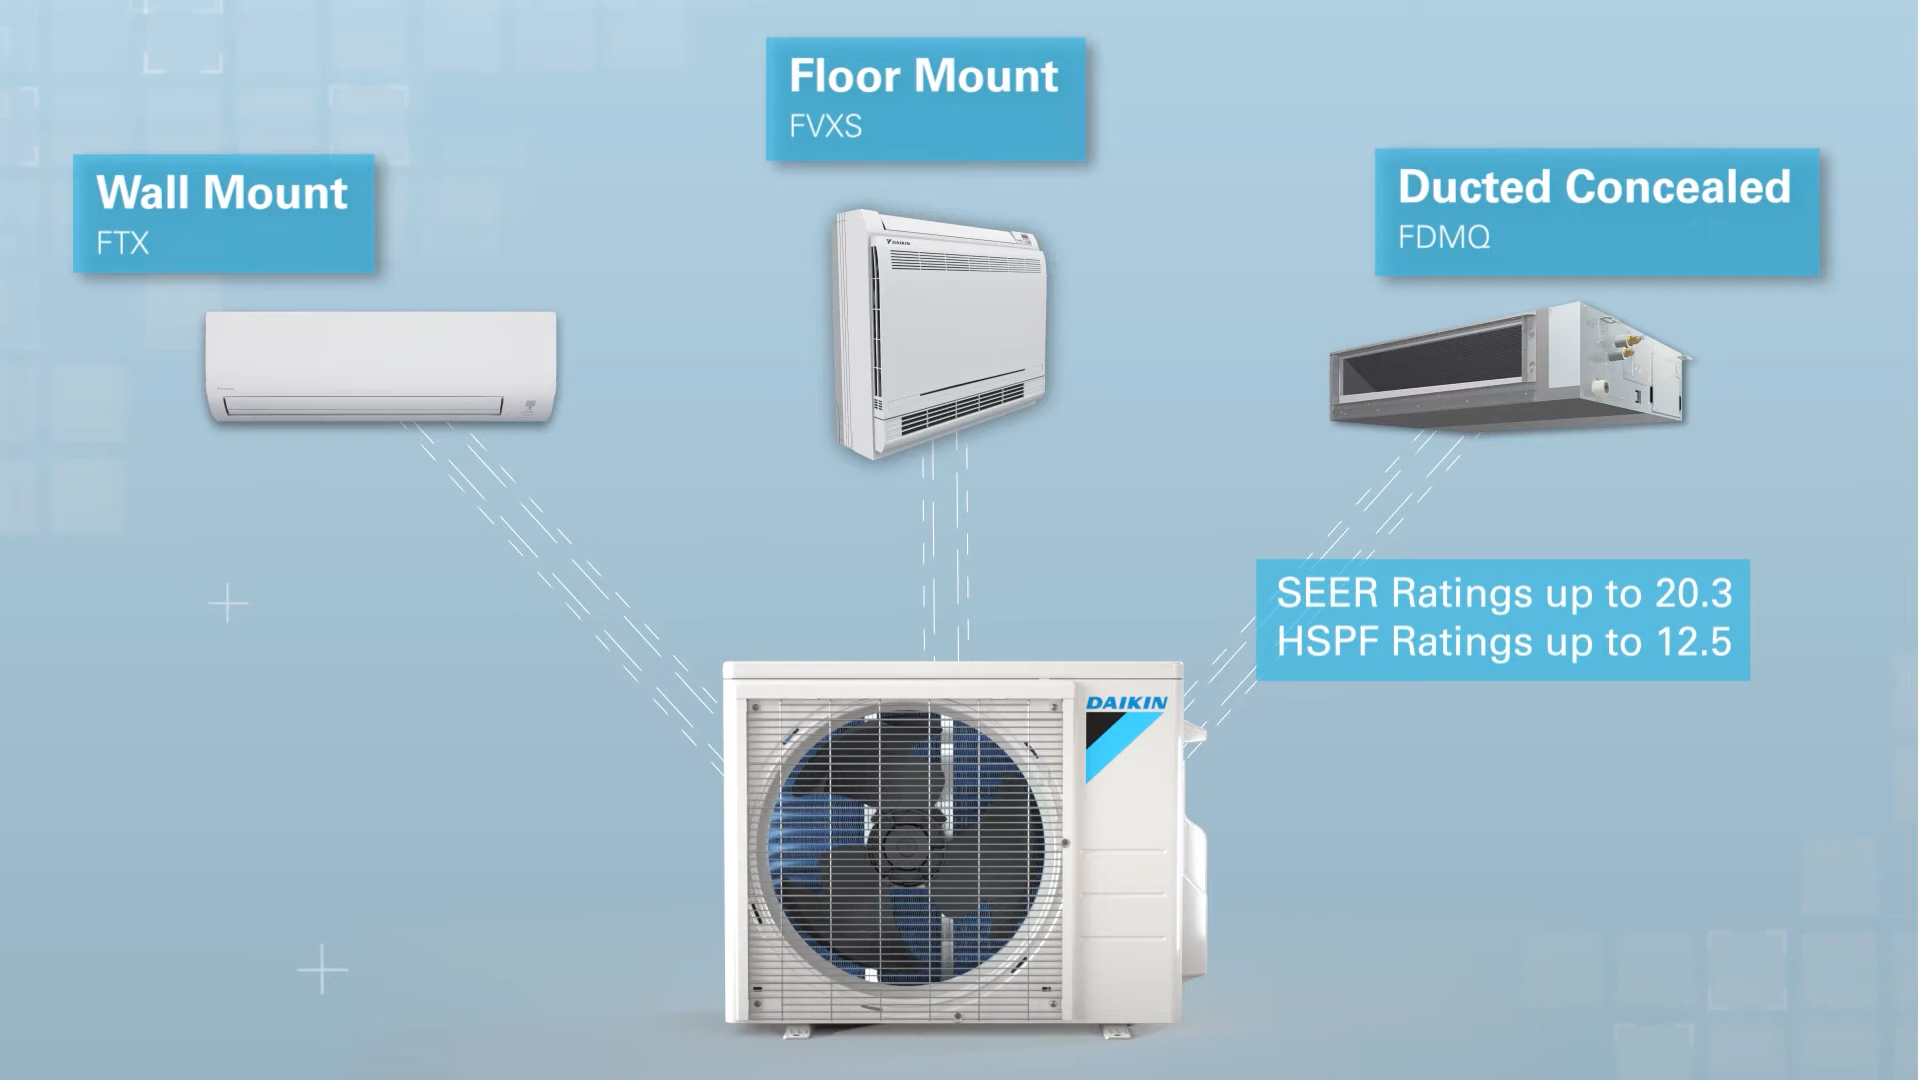 Floor Mount
FVXS
Wall Mount
FTX
Ducted Concealed
FDMQ
DAIKIN
SEER Ratings up to 20.3
HSPF Ratings up to 12.5
DAIKIN